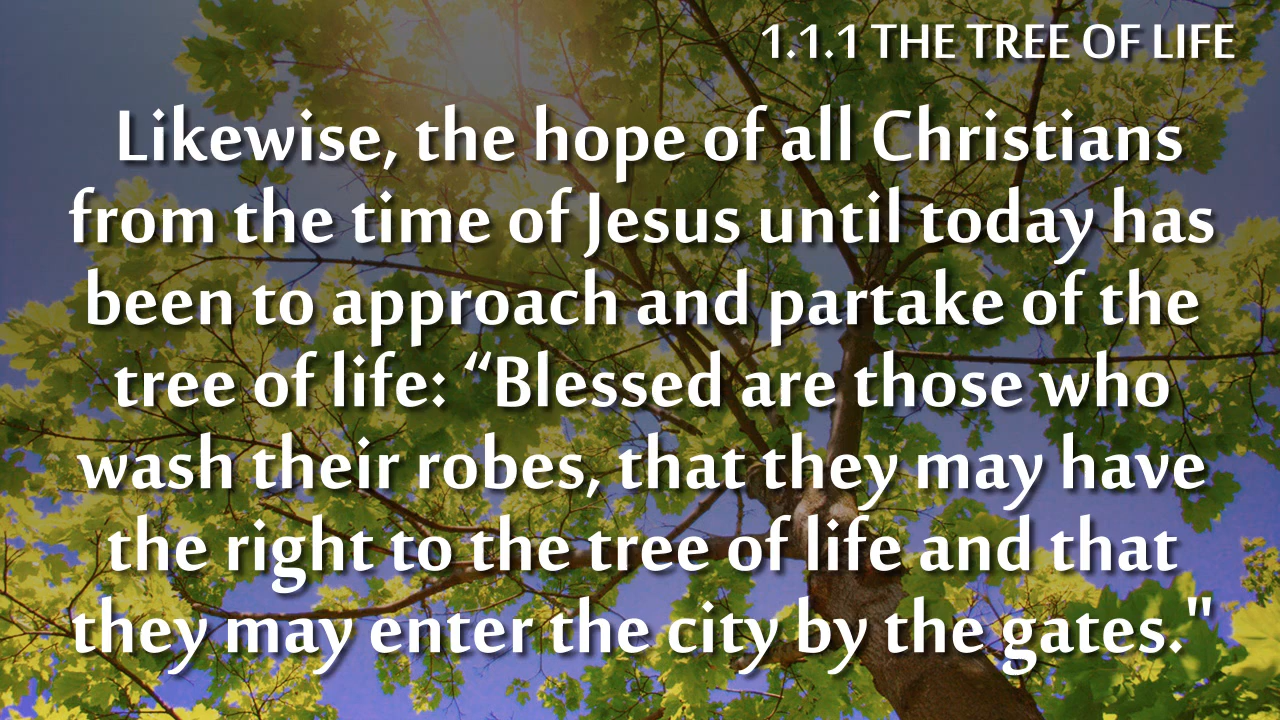 1.1.1 THE TREE OF LIFE
Likewise, the hope of all Christians
from the time of Jesus until today has
been to approach and partake of the
tree of life: “Blessed are those who
wash their robes, that they may have
the right to the tree of life and that
they may enter the city by the gates."